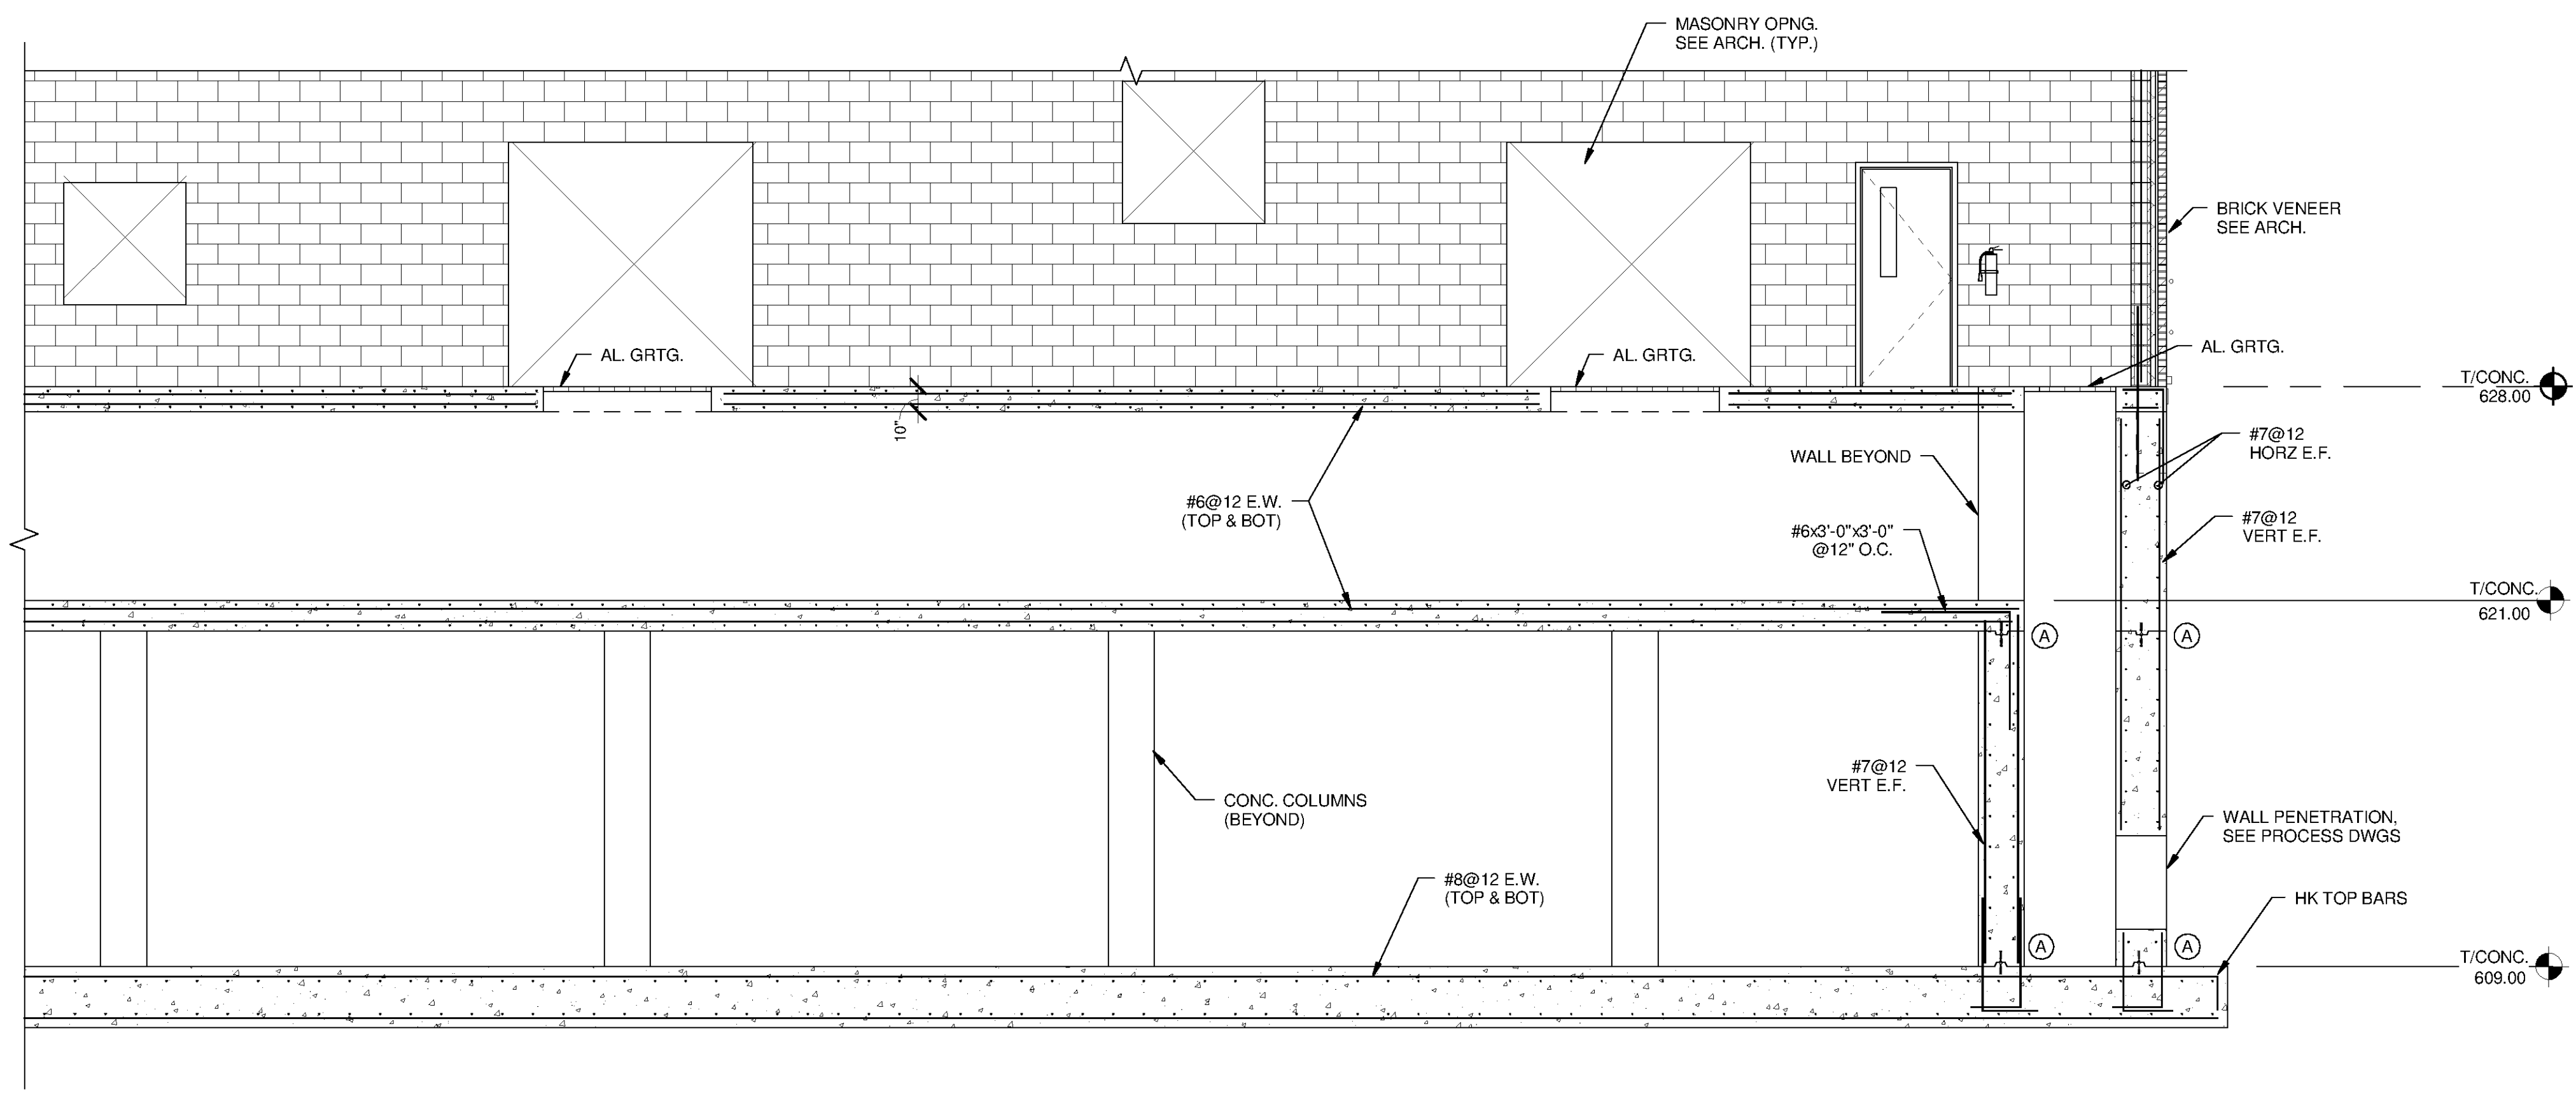 MASONRY OPNG.
SEE ARCH. (TYP.)
BRICK VENEER
SEE ARCH.
AL. GRTG.
AL. GRTG.
AL. GRTG.
T/CONC.
628.00
10"
#7@12
HORZ E.F.
WALL BEYOND
#6@12 E.W.
(TOP & BOT)
#6x3'-0"x3'-0"
@12" O.C.
#7@12
VERT E.F.
T/CONC.
621.00
A
A
#7@12
VERT E.F.
CONC. COLUMNS
(BEYOND)
WALL PENETRATION,
SEE PROCESS DWGS
#8@12 E.W.
(TOP & BOT)
HK TOP BARS
A
A
T/CONC.
609.00